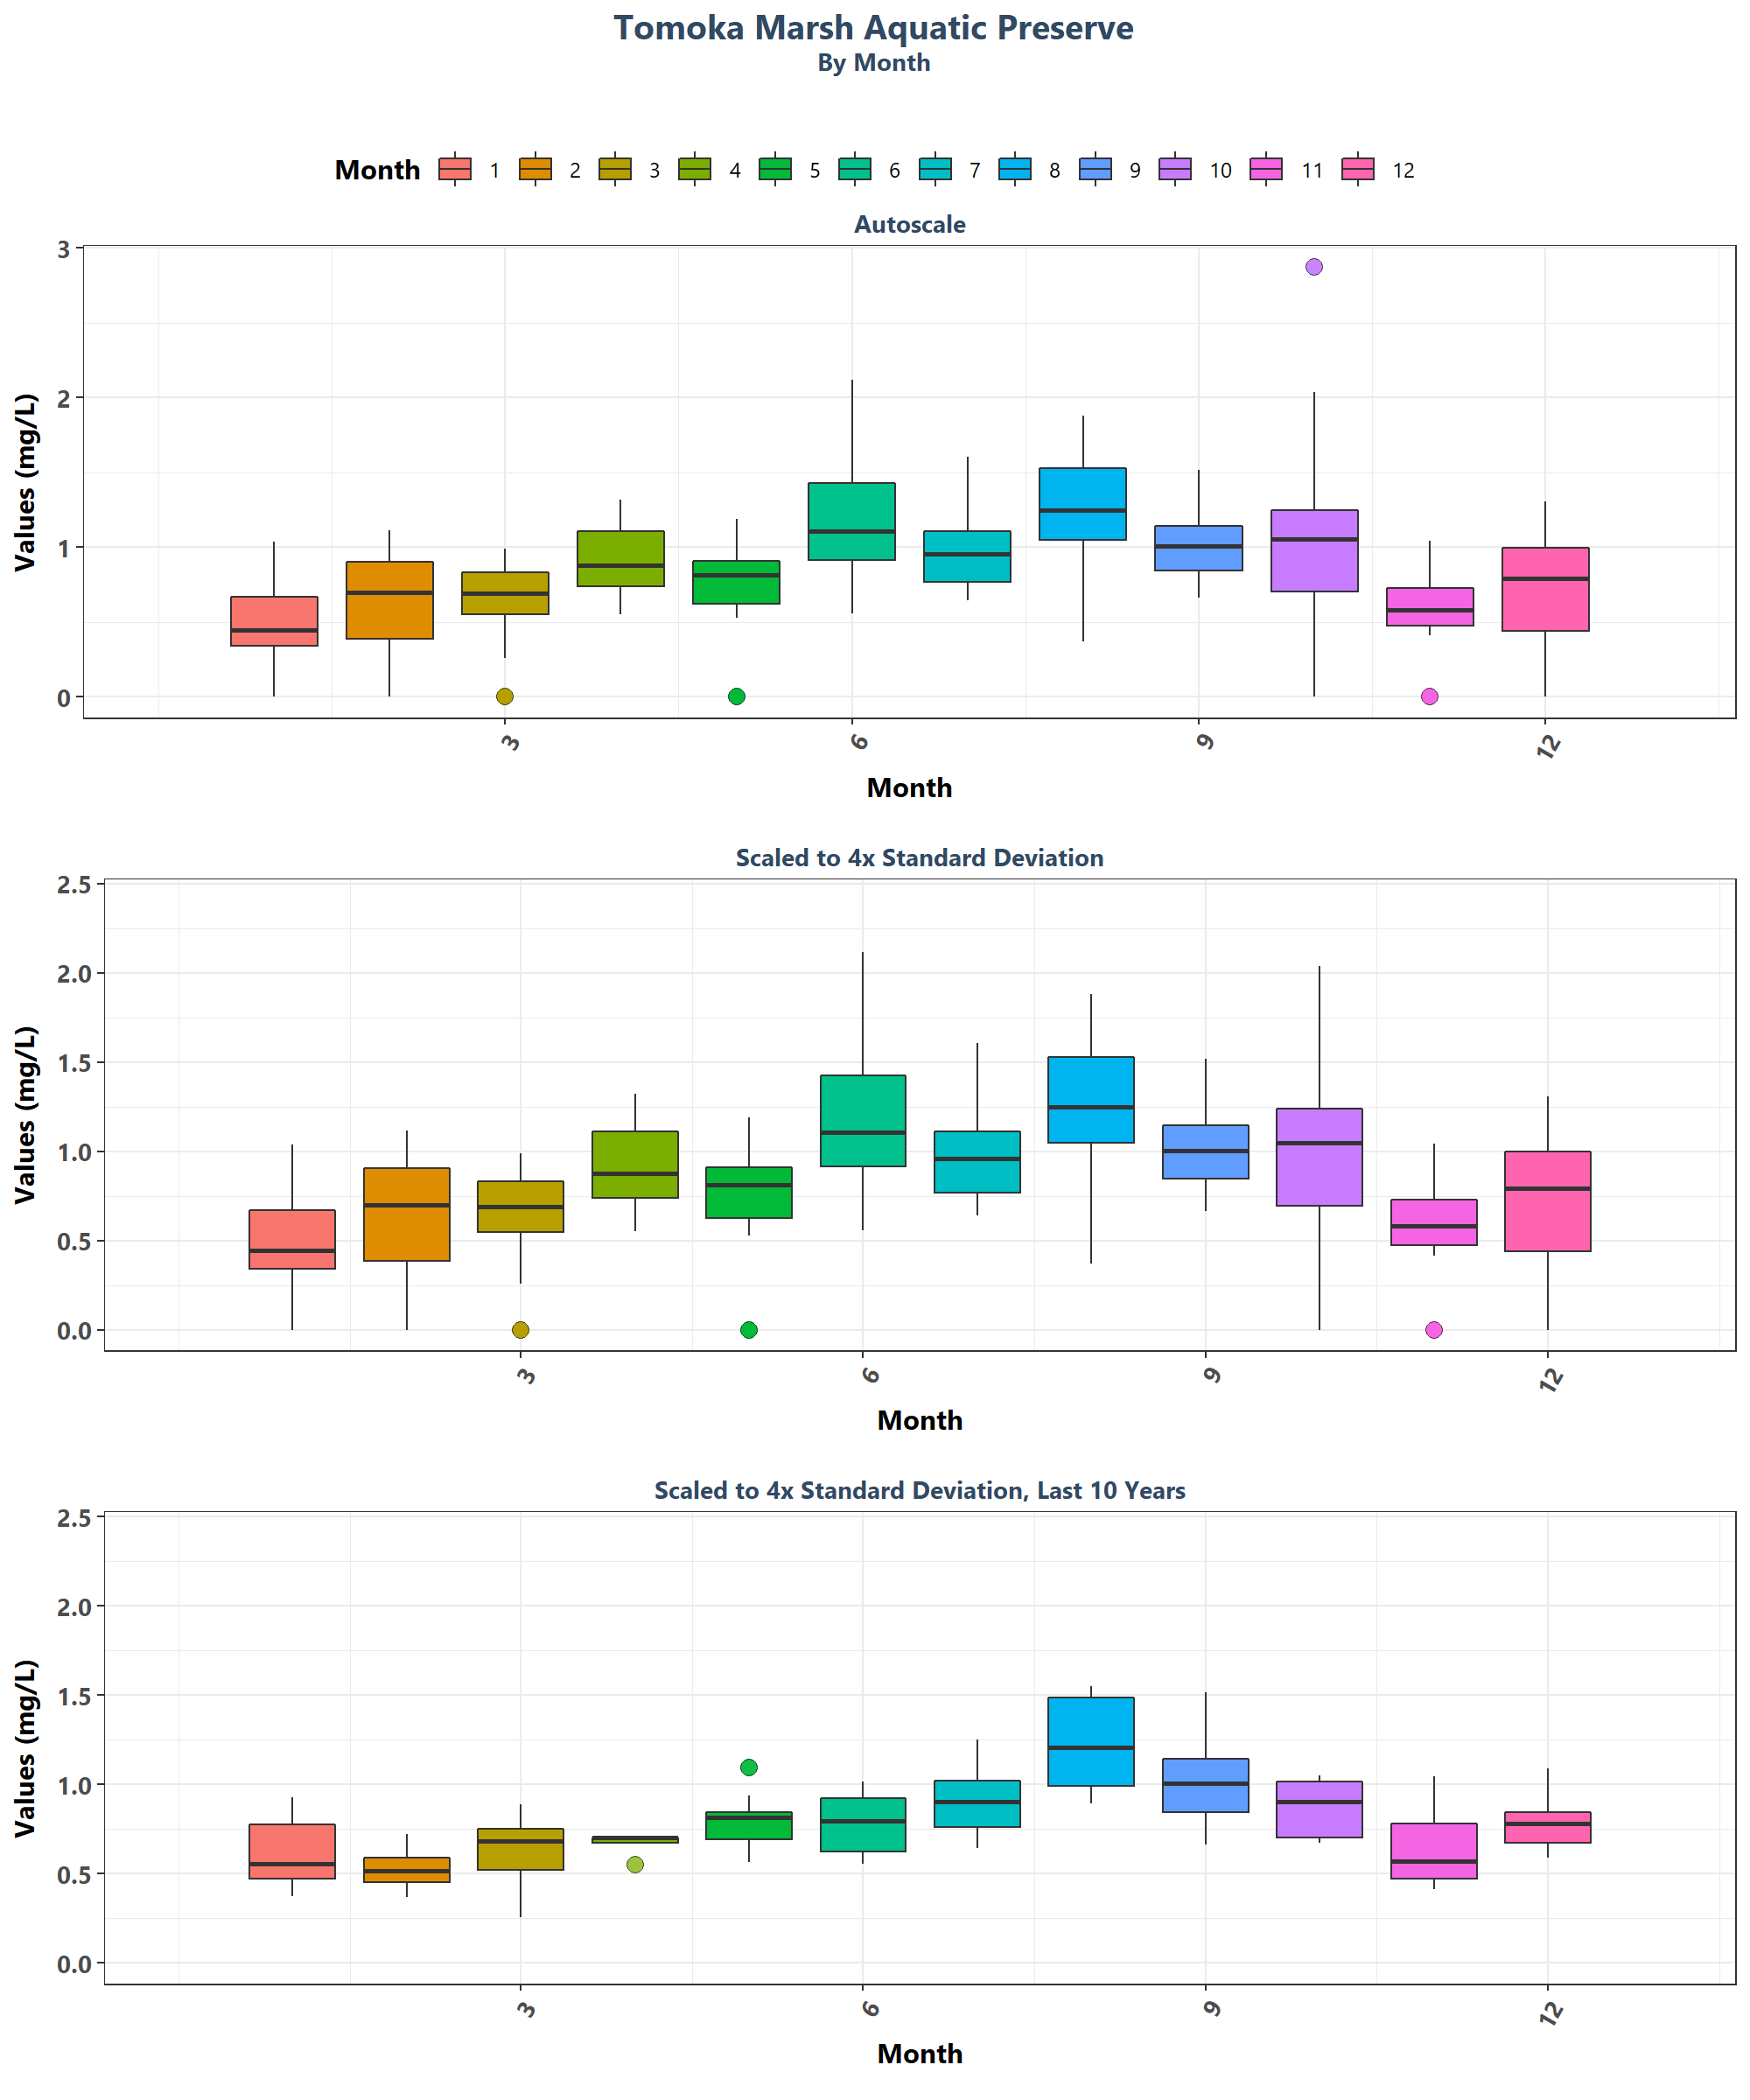 Tomoka Marsh Aquatic Preserve
By Month
Month 1 2 3 4 5 6 7 8 9 10 11 12
Autoscale
Values (mg/L)
3
2
1
0
3 6 9 12
Month
Scaled to 4x Standard Deviation
Values (mg/L)
2.5
2.0
1.5
1.0
0.5
0.0
3 6 9 12
Month
Scaled to 4x Standard Deviation, Last 10 Years
Values (mg/L)
2.5
2.0
1.5
1.0
0.5
0.0
3 6 9 12
Month